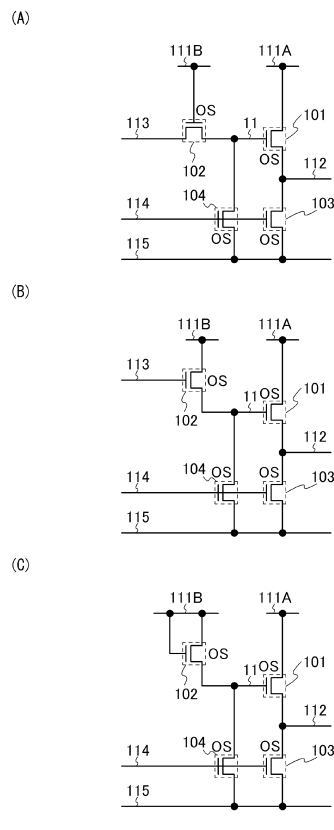 (A)
111B 111A
OS
113 11 101
102 OS
112
104 103
114
OS OS
115
(B)
111B 111A
113
OS 101
102 11 OS
112
104 OS OS 103
114
115
(C)
111B 111A
OS OS 101
102 11
112
104 OS OS 103
114
115